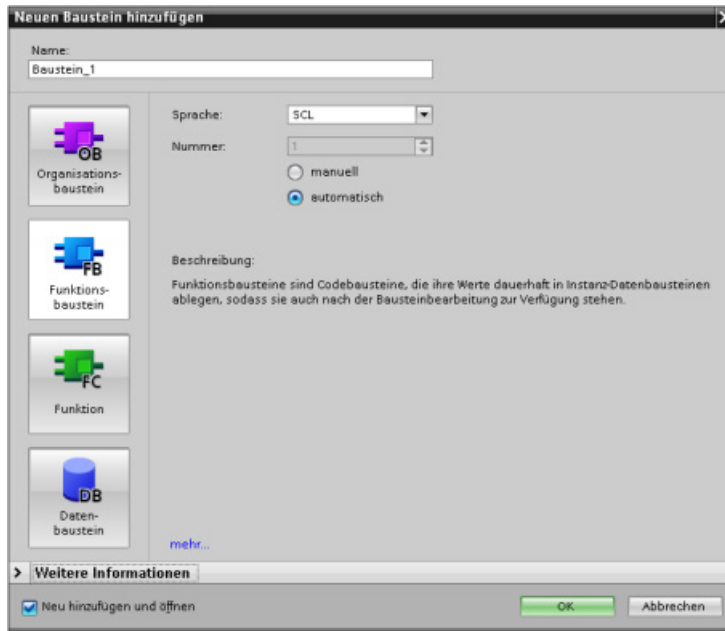 Neuen Baustein hinzufügen
Name:
Baustein_1
OB
Organisations-
baustein
FB
Funktions-
baustein
FC
Funktion
DB
Daten-
baustein
Sprache:
SCL
Nummer:
1
manuell
automatisch
Beschreibung:
Funktionsbausteine sind Codebausteine, die ihre Werte dauerhaft in Instanz-Datenbausteinen
ablegen, sodass sie auch nach der Bausteinbearbeitung zur Verfügung stehen.
mehr...
Weitere Informationen
Neu hinzufügen und öffnen
OK
Abbrechen